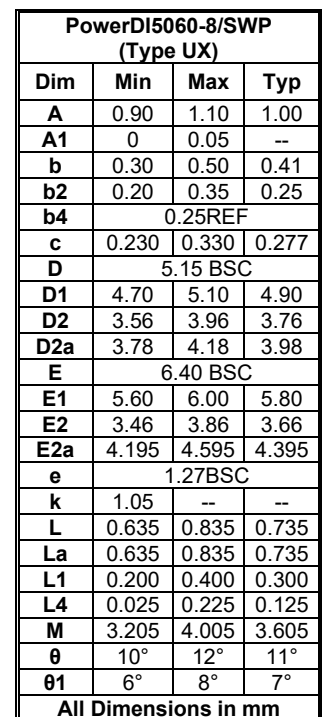 PowerDI5060-8/SWP
(Type UX)
Dim Min Max Typ
A 0.90 1.10 1.00
A1 0 0.05 --
b 0.30 0.50 0.41
b2 0.20 0.35 0.25
b4 0.25REF
c 0.230 0.330 0.277
D 5.15 BSC
D1 4.70 5.10 4.90
D2 3.56 3.96 3.76
D2a 3.78 4.18 3.98
E 6.40 BSC
E1 5.60 6.00 5.80
E2 3.46 3.86 3.66
E2a 4.195 4.595 4.395
e 1.27BSC
k 1.05 -- --
L 0.635 0.835 0.735
La 0.635 0.835 0.735
L1 0.200 0.400 0.300
L4 0.025 0.225 0.125
M 3.205 4.005 3.605
θ 10° 12° 11°
θ1 6° 8° 7°
All Dimensions in mm